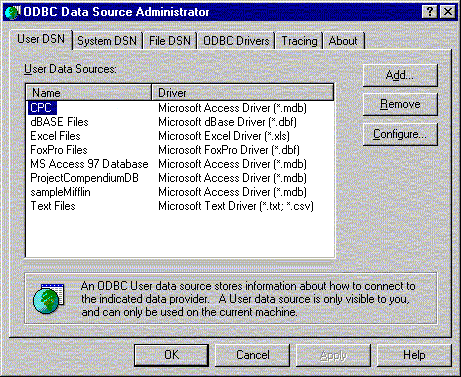 ODBC Data Source Administrator
User DSN System DSN File DSN ODBC Drivers Tracing About
User Data Sources:
Name Driver
CPC Microsoft Access Driver (*.mdb)
dBASE Files Microsoft dBase Driver (*.dbf)
Excel Files Microsoft Excel Driver (*.xls)
FoxPro Files Microsoft FoxPro Driver (*.dbf)
MS Access 97 Database Microsoft Access Driver (*.mdb)
ProjectCompendiumDB Microsoft Access Driver (*.mdb)
sampleMifflin Microsoft Access Driver (*.mdb)
Text Files Microsoft Text Driver (*.txt; *.csv)
Add...
Remove
Configure...
An ODBC User data source stores information about how to connect to
the indicated data provider. A User data source is only visible to you,
and can only be used on the current machine.
OK Cancel Apply Help